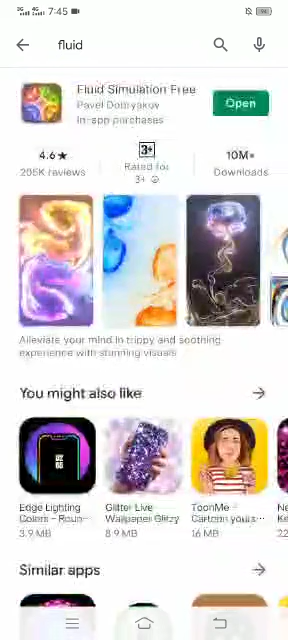 7:45
fluid
Fluid Simulation Free
Pavel Dobryakov
In-app purchases
Open
4.6★
205K reviews
3+
Rated for
3+
10M+
Downloads
Alleviate your mind in trippy and soothing
experience with stunning visuals
You might also like
Edge Lighting
Colors - Roun…
3.9 MB
Glitter Live
Wallpaper Glitzy
8.9 MB
ToonMe -
Cartoon yours…
16 MB
Similar apps